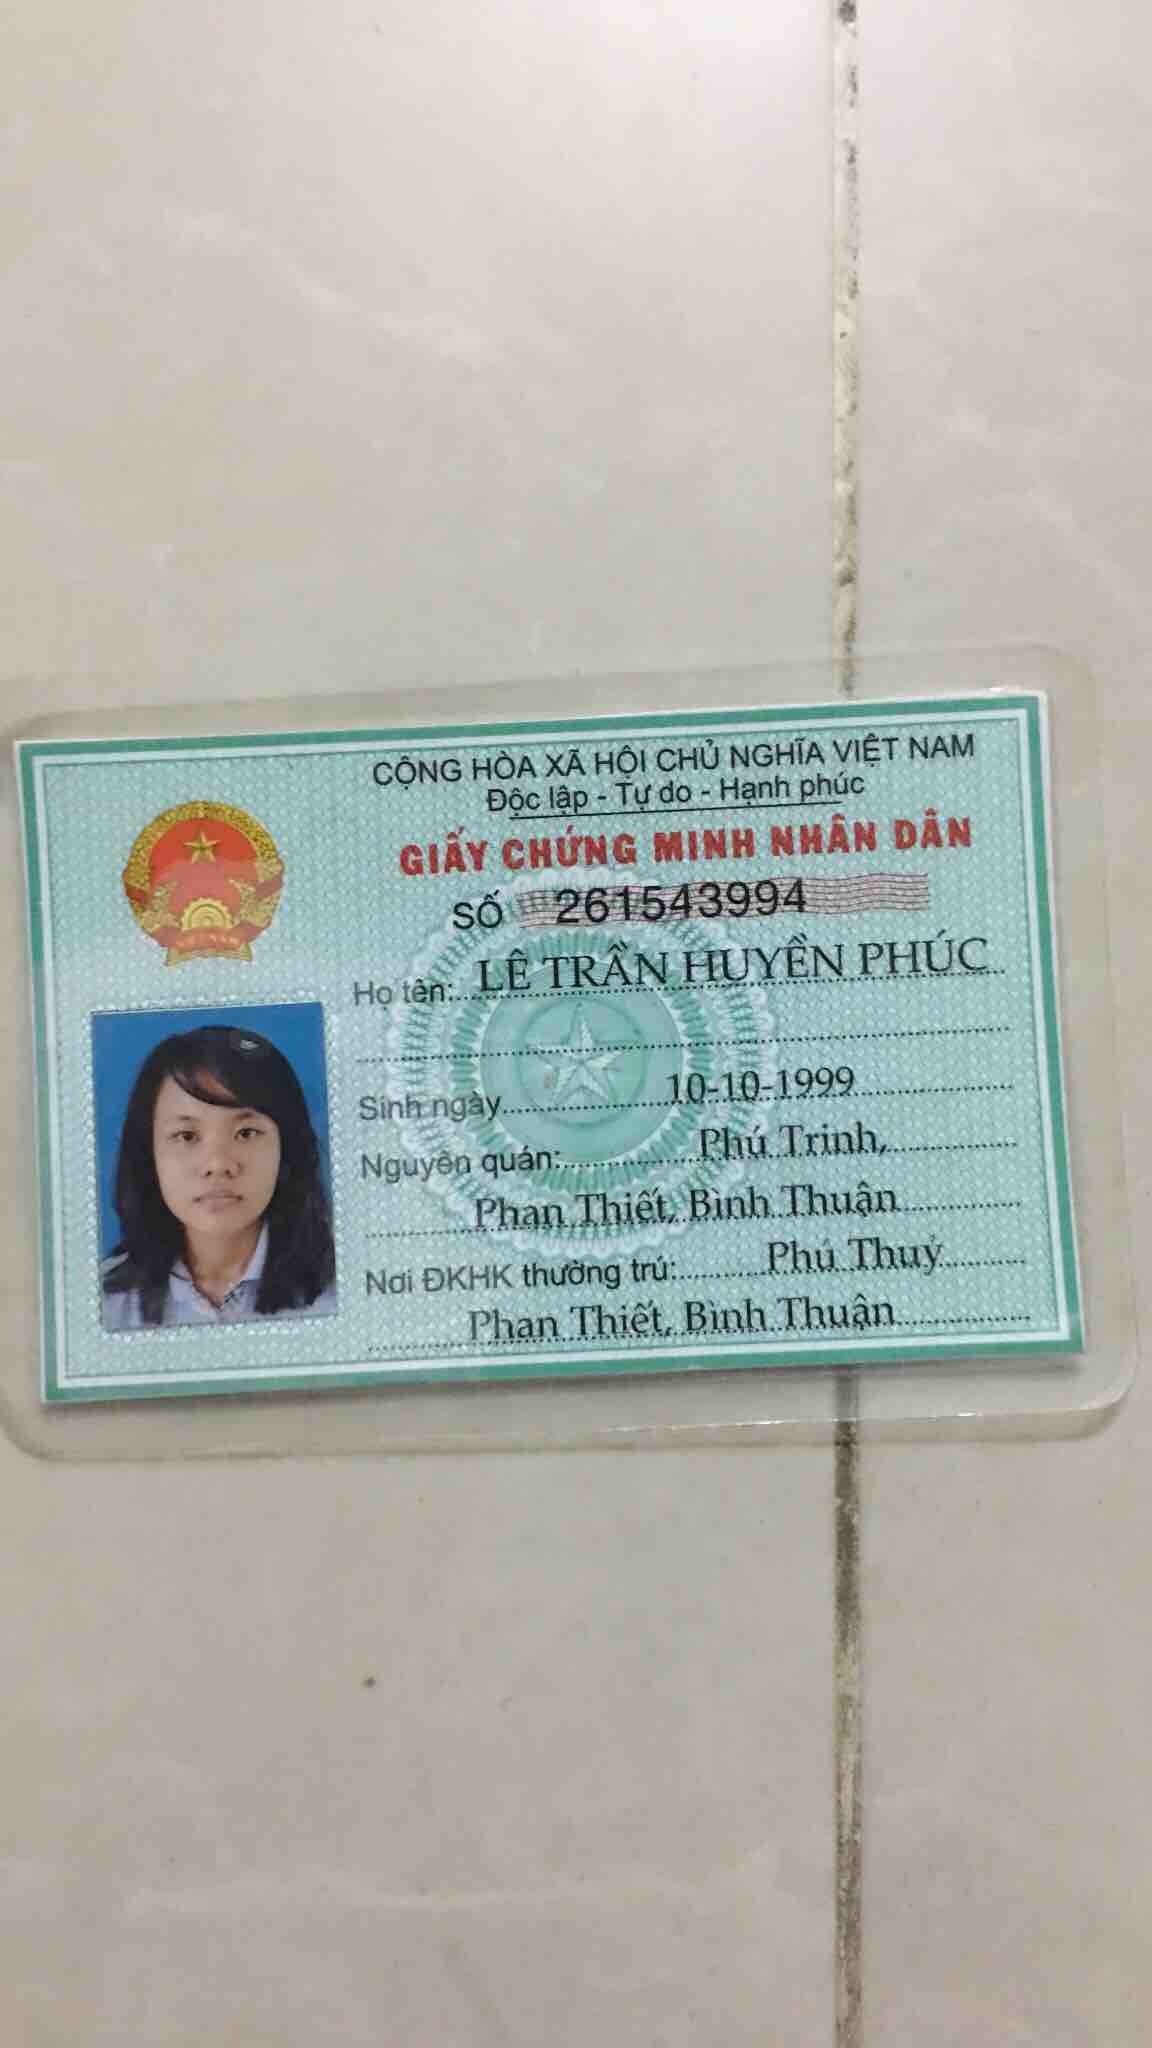 CỘNG HÒA XÃ HỘI CHỦ NGHĨA VIỆT NAM
Độc lập - Tự do - Hạnh phúc
GIẤY CHỨNG MINH NHÂN DÂN
SỐ 261543994
Họ tên: LÊ TRẦN HUYỀN PHÚC
Sinh ngày 10-10-1999
Nguyên quán: Phú Trinh,
Phan Thiết, Bình Thuận
Nơi ĐKHK thường trú: Phú Thuỷ
Phan Thiết, Bình Thuận